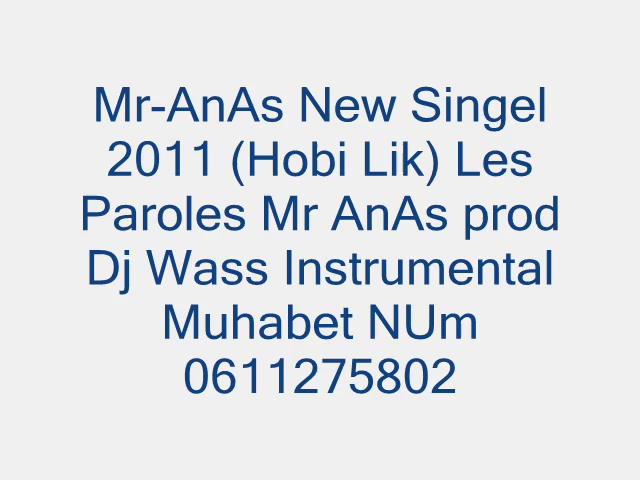 Mr-AnAs New Singel
2011 (Hobi Lik) Les
Paroles Mr AnAs prod
Dj Wass Instrumental
Muhabet NUm
0611275802